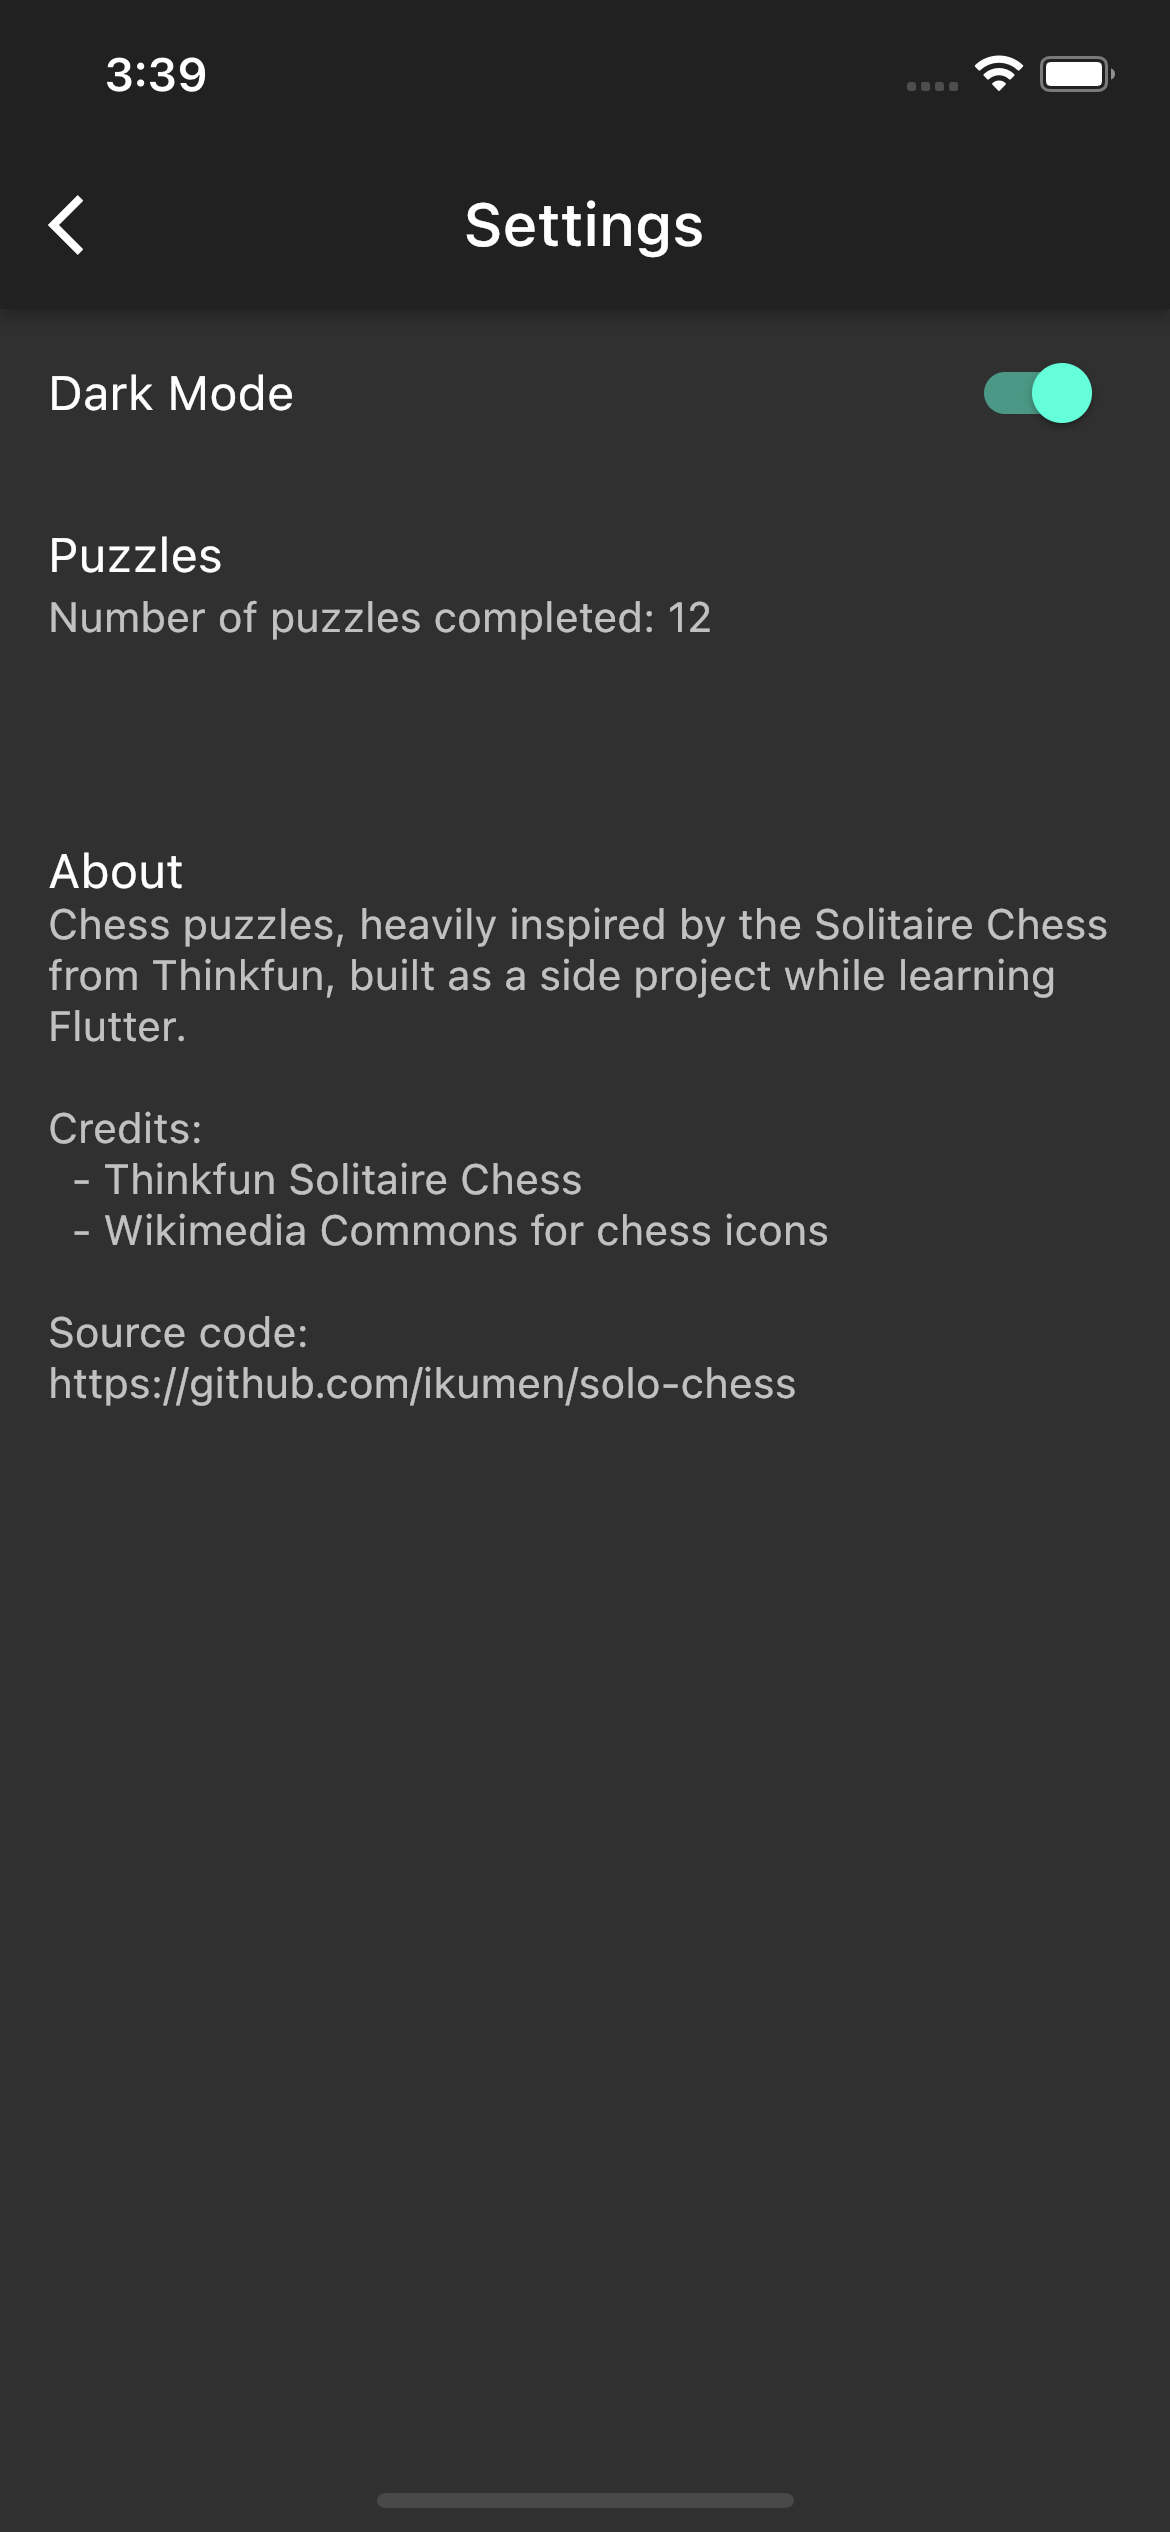 3:39
Settings
Dark Mode
Puzzles
Number of puzzles completed: 12
About
Chess puzzles, heavily inspired by the Solitaire Chess
from Thinkfun, built as a side project while learning
Flutter.
Credits:
- Thinkfun Solitaire Chess
- Wikimedia Commons for chess icons
Source code:
https://github.com/ikumen/solo-chess